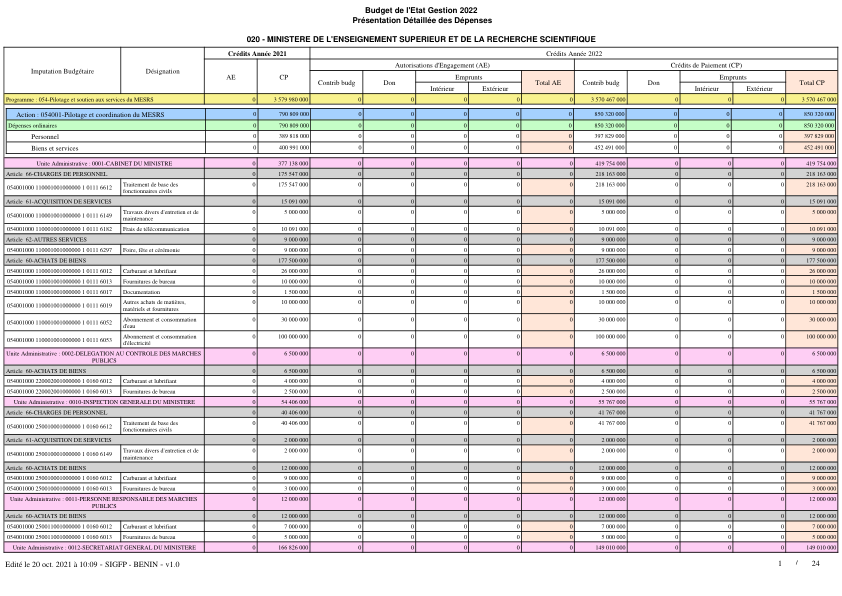 Budget de l'Etat Gestion 2022
Présentation Détaillée des Dépenses
020 - MINISTERE DE L'ENSEIGNEMENT SUPERIEUR ET DE LA RECHERCHE SCIENTIFIQUE
Imputation Budgétaire Désignation Crédits Année 2021 Crédits Année 2022
AE CP Autorisations d'Engagement (AE) Crédits de Paiement (CP)
Contrib budg Don Emprunts Total AE Contrib budg Don Emprunts Total CP
Intérieur Extérieur Intérieur Extérieur
Programme : 054-Pilotage et soutien aux services du MESRS 0 3 579 980 000 0 0 0 0 0 3 570 467 000 0 0 0 3 570 467 000
Action : 054001-Pilotage et coordination du MESRS 0 790 809 000 0 0 0 0 0 850 320 000 0 0 0 850 320 000
Dépenses ordinaires 0 790 809 000 0 0 0 0 0 850 320 000 0 0 0 850 320 000
Personnel 0 389 818 000 0 0 0 0 0 397 829 000 0 0 0 397 829 000
Biens et services 0 400 991 000 0 0 0 0 0 452 491 000 0 0 0 452 491 000
Unite Administrative : 0001-CABINET DU MINISTRE 0 377 138 000 0 0 0 0 0 419 754 000 0 0 0 419 754 000
Article 66-CHARGES DE PERSONNEL 0 175 547 000 0 0 0 0 0 218 163 000 0 0 0 218 163 000
054001000 1100010010000000 1 0111 6612 Traitement de base des fonctionnaires civils 0 175 547 000 0 0 0 0 0 218 163 000 0 0 0 218 163 000
Article 61-ACQUISITION DE SERVICES 0 15 091 000 0 0 0 0 0 15 091 000 0 0 0 15 091 000
054001000 1100010010000000 1 0111 6149 Travaux divers d'entretien et de maintenance 0 5 000 000 0 0 0 0 0 5 000 000 0 0 0 5 000 000
054001000 1100010010000000 1 0111 6182 Frais de télécommunication 0 10 091 000 0 0 0 0 0 10 091 000 0 0 0 10 091 000
Article 62-AUTRES SERVICES 0 9 000 000 0 0 0 0 0 9 000 000 0 0 0 9 000 000
054001000 1100010010000000 1 0111 6297 Foire, fête et cérémonie 0 9 000 000 0 0 0 0 0 9 000 000 0 0 0 9 000 000
Article 60-ACHATS DE BIENS 0 177 500 000 0 0 0 0 0 177 500 000 0 0 0 177 500 000
054001000 1100010010000000 1 0111 6012 Carburant et lubrifiant 0 26 000 000 0 0 0 0 0 26 000 000 0 0 0 26 000 000
054001000 1100010010000000 1 0111 6013 Fournitures de bureau 0 10 000 000 0 0 0 0 0 10 000 000 0 0 0 10 000 000
054001000 1100010010000000 1 0111 6017 Documentation 0 1 500 000 0 0 0 0 0 1 500 000 0 0 0 1 500 000
054001000 1100010010000000 1 0111 6019 Autres achats de matières, matériels et fournitures 0 10 000 000 0 0 0 0 0 10 000 000 0 0 0 10 000 000
054001000 1100010010000000 1 0111 6052 Abonnement et consommation d'eau 0 30 000 000 0 0 0 0 0 30 000 000 0 0 0 30 000 000
054001000 1100010010000000 1 0111 6053 Abonnement et consommation d'électricité 0 100 000 000 0 0 0 0 0 100 000 000 0 0 0 100 000 000
Unite Administrative : 0002-DELEGATION AU CONTROLE DES MARCHES PUBLICS 0 6 500 000 0 0 0 0 0 6 500 000 0 0 0 6 500 000
Article 60-ACHATS DE BIENS 0 6 500 000 0 0 0 0 0 6 500 000 0 0 0 6 500 000
054001000 2200020010000000 1 0160 6012 Carburant et lubrifiant 0 4 000 000 0 0 0 0 0 4 000 000 0 0 0 4 000 000
054001000 2200020010000000 1 0160 6013 Fournitures de bureau 0 2 500 000 0 0 0 0 0 2 500 000 0 0 0 2 500 000
Unite Administrative : 0010-INSPECTION GENERALE DU MINISTERE 0 54 406 000 0 0 0 0 0 55 767 000 0 0 0 55 767 000
Article 66-CHARGES DE PERSONNEL 0 40 406 000 0 0 0 0 0 41 767 000 0 0 0 41 767 000
054001000 2500100010000000 1 0160 6612 Traitement de base des fonctionnaires civils 0 40 406 000 0 0 0 0 0 41 767 000 0 0 0 41 767 000
Article 61-ACQUISITION DE SERVICES 0 2 000 000 0 0 0 0 0 2 000 000 0 0 0 2 000 000
054001000 2500100010000000 1 0160 6149 Travaux divers d'entretien et de maintenance 0 2 000 000 0 0 0 0 0 2 000 000 0 0 0 2 000 000
Article 60-ACHATS DE BIENS 0 12 000 000 0 0 0 0 0 12 000 000 0 0 0 12 000 000
054001000 2500100010000000 1 0160 6012 Carburant et lubrifiant 0 9 000 000 0 0 0 0 0 9 000 000 0 0 0 9 000 000
054001000 2500100010000000 1 0160 6013 Fournitures de bureau 0 3 000 000 0 0 0 0 0 3 000 000 0 0 0 3 000 000
Unite Administrative : 0011-PERSONNE RESPONSABLE DES MARCHES PUBLICS 0 12 000 000 0 0 0 0 0 12 000 000 0 0 0 12 000 000
Article 60-ACHATS DE BIENS 0 12 000 000 0 0 0 0 0 12 000 000 0 0 0 12 000 000
054001000 2500110010000000 1 0160 6012 Carburant et lubrifiant 0 7 000 000 0 0 0 0 0 7 000 000 0 0 0 7 000 000
054001000 2500110010000000 1 0160 6013 Fournitures de bureau 0 5 000 000 0 0 0 0 0 5 000 000 0 0 0 5 000 000
Unite Administrative : 0012-SECRETARIAT GENERAL DU MINISTERE 0 166 826 000 0 0 0 0 0 149 010 000 0 0 0 149 010 000
Edité le 20 oct. 2021 à 10:09 - SIGFP - BENIN - v1.0 1 / 24